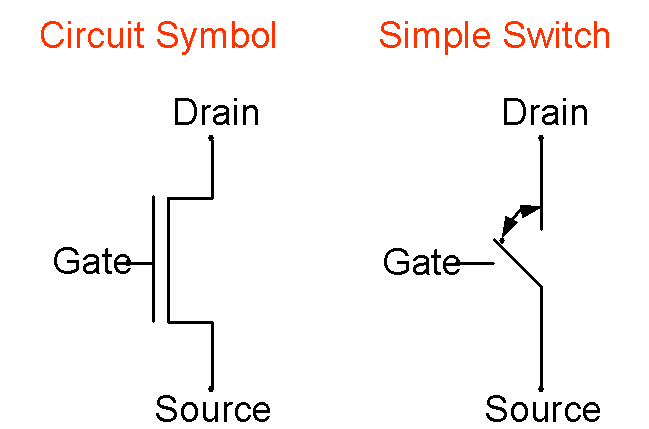 Circuit Symbol
Simple Switch
Drain
Drain
Gate
Gate
Source
Source